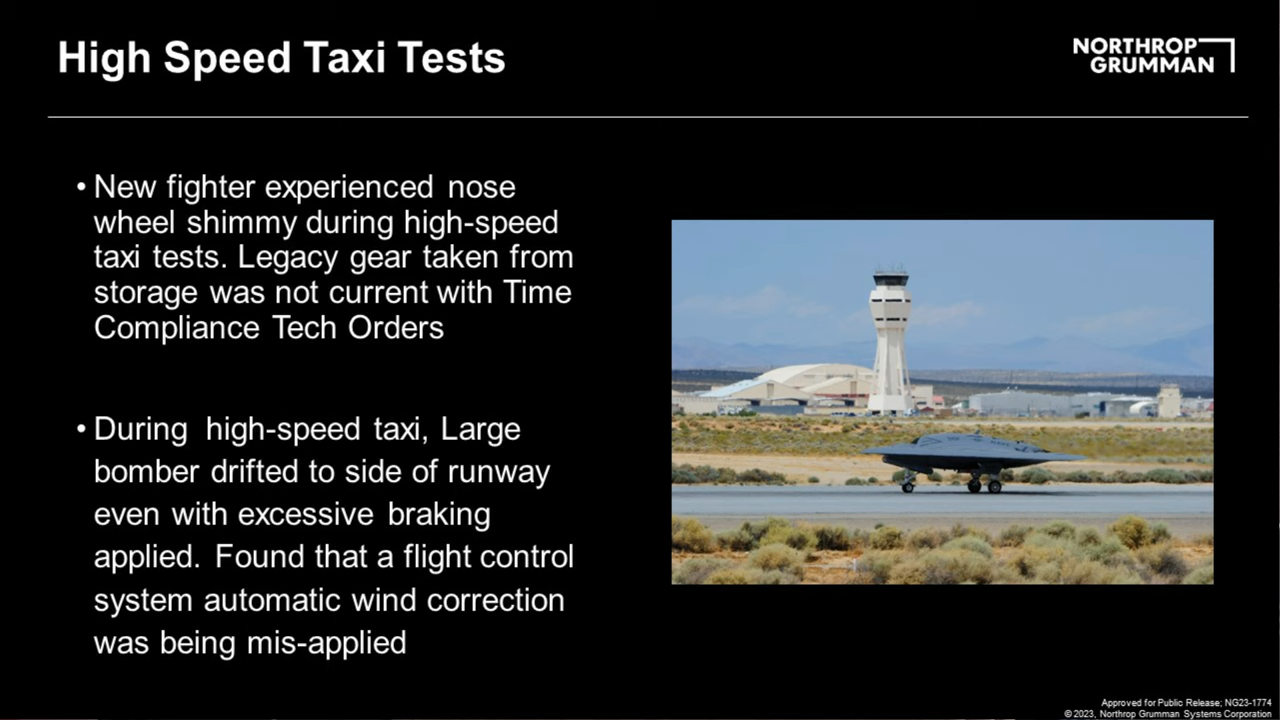 High Speed Taxi Tests
NORTHROP
GRUMMAN
• New fighter experienced nose
wheel shimmy during high-speed
taxi tests. Legacy gear taken from
storage was not current with Time
Compliance Tech Orders
• During high-speed taxi, Large
bomber drifted to side of runway
even with excessive braking
applied. Found that a flight control
system automatic wind correction
was being mis-applied
Approved for Public Release; NG23-1774
© 2023, Northrop Grumman Systems Corporation